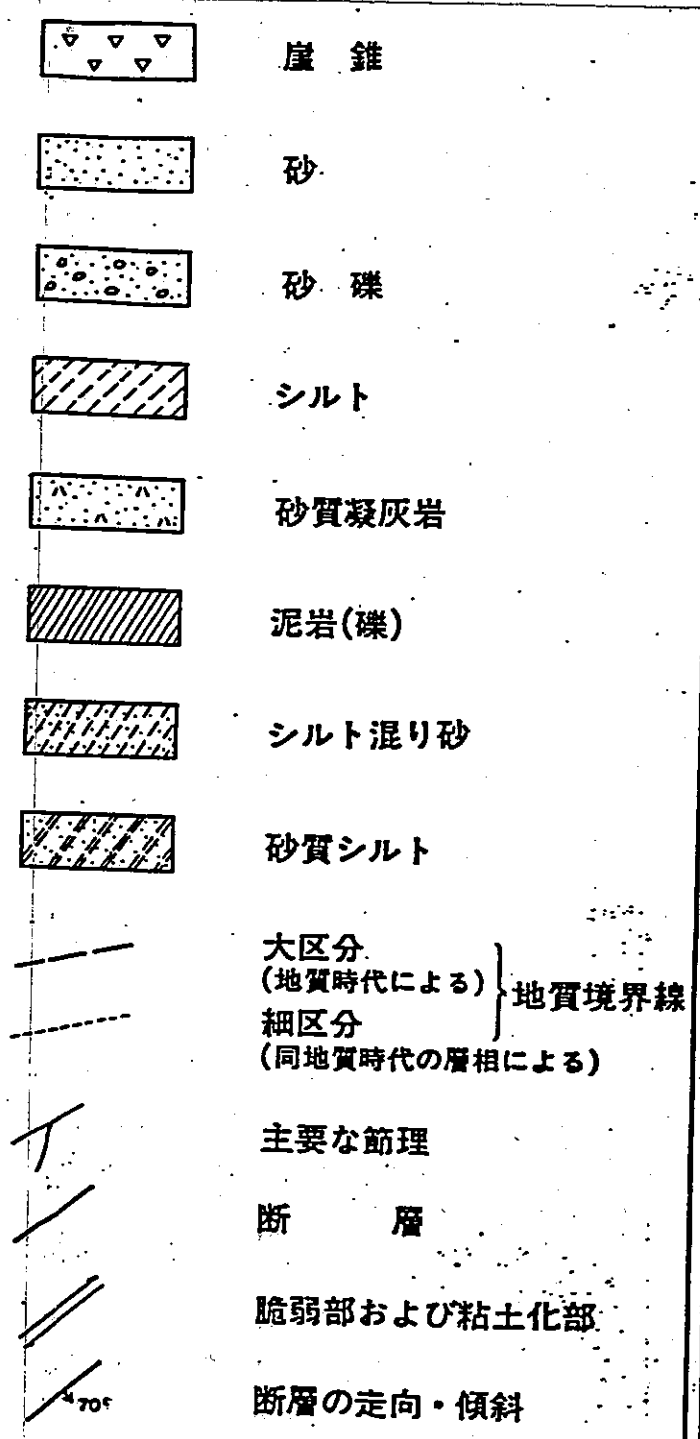 崖錐
砂
砂礫
シルト
砂質凝灰岩
泥岩(礫)
シルト混り砂
砂質シルト
大区分
(地質時代による)
地質境界線
細区分
(同地質時代の層相による)
主要な節理
断層
脆弱部および粘土化部
70°
断層の走向・傾斜